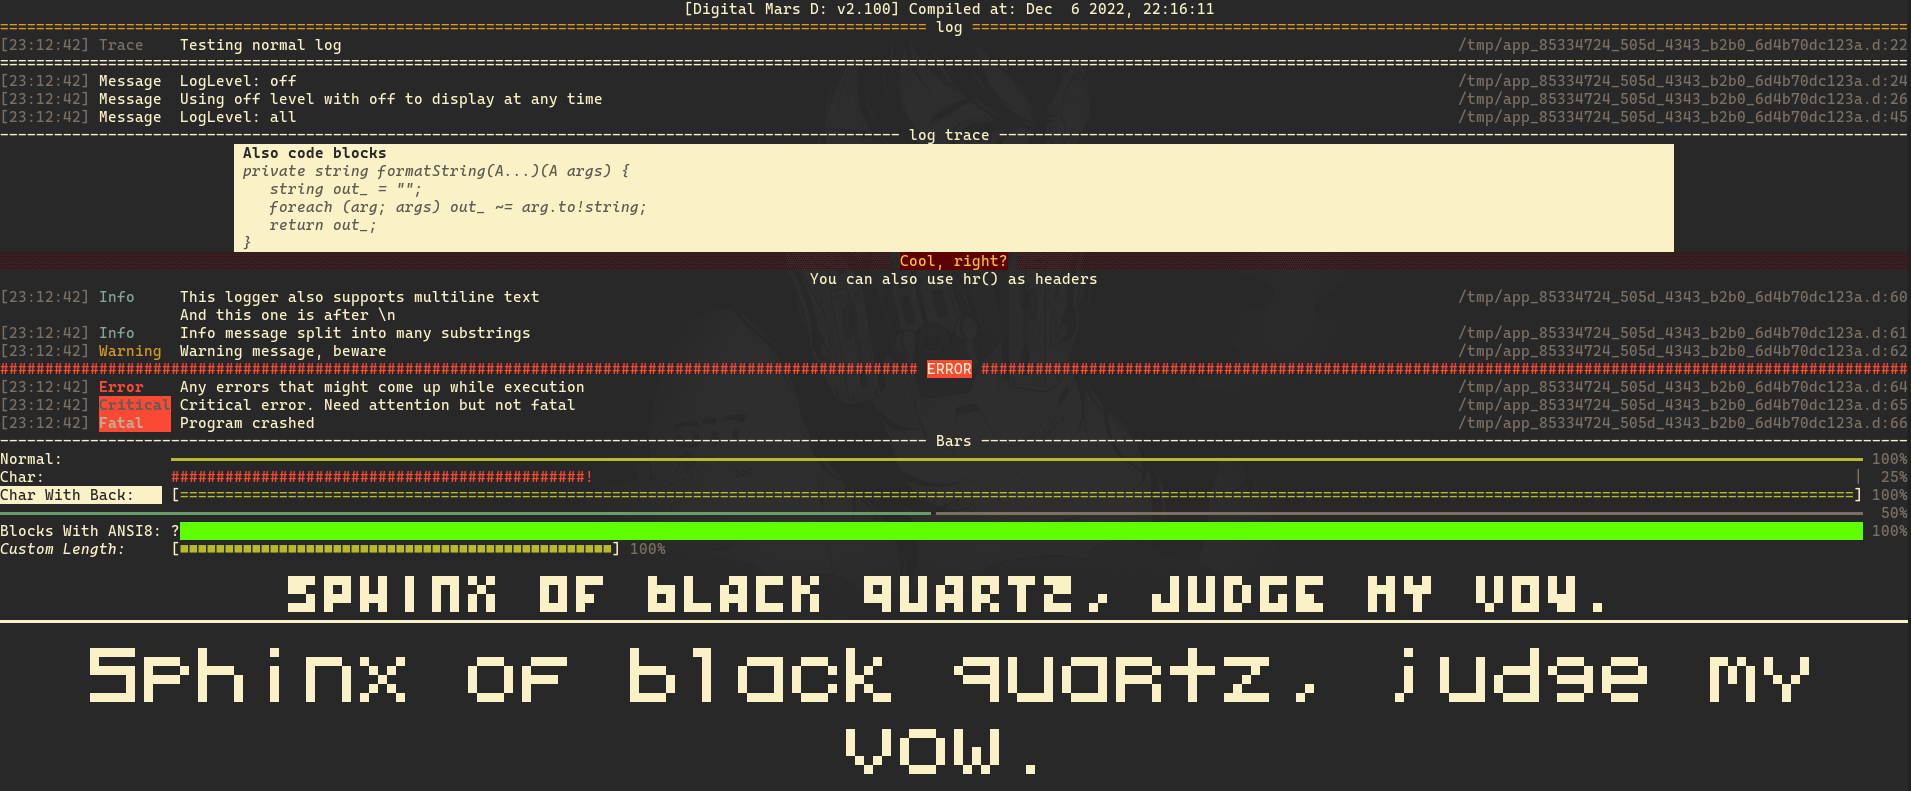 [Digital Mars D: v2.100] Compiled at: Dec  6 2022, 22:16:11
log
[23:12:42] Trace    Testing normal log    /tmp/app_85334724_505d_4343_b2b0_6d4b70dc123a.d:22
[23:12:42] Message  LogLevel: off    /tmp/app_85334724_505d_4343_b2b0_6d4b70dc123a.d:24
[23:12:42] Message  Using off level with off to display at any time    /tmp/app_85334724_505d_4343_b2b0_6d4b70dc123a.d:26
[23:12:42] Message  LogLevel: all    /tmp/app_85334724_505d_4343_b2b0_6d4b70dc123a.d:45
log trace
Also code blocks
private string formatString(A...)(A args) {
   string out_ = "";
   foreach (arg; args) out_ ~= arg.to!string;
   return out_;
}
Cool, right?
You can also use hr() as headers
[23:12:42] Info     This logger also supports multiline text    /tmp/app_85334724_505d_4343_b2b0_6d4b70dc123a.d:60
And this one is after \n
[23:12:42] Info     Info message split into many substrings    /tmp/app_85334724_505d_4343_b2b0_6d4b70dc123a.d:61
[23:12:42] Warning  Warning message, beware    /tmp/app_85334724_505d_4343_b2b0_6d4b70dc123a.d:62
ERROR
[23:12:42] Error    Any errors that might come up while execution    /tmp/app_85334724_505d_4343_b2b0_6d4b70dc123a.d:64
[23:12:42] Critical Critical error. Need attention but not fatal    /tmp/app_85334724_505d_4343_b2b0_6d4b70dc123a.d:65
[23:12:42] Fatal    Program crashed    /tmp/app_85334724_505d_4343_b2b0_6d4b70dc123a.d:66
Bars
Normal: 100%
Char: ! | 25%
Char With Back: [ ] 100%
50%
Blocks With ANSI8: ? 100%
Custom Length: [■■■■■■■■■■■■■■■■■■■■■■■■■■■■■■■■■■■■■■■■■■■■■■■■] 100%
SPHINX OF bLACK qUARTZ, JUDGE MY VOW.
Sphinx of black quartz, judge my
vow.